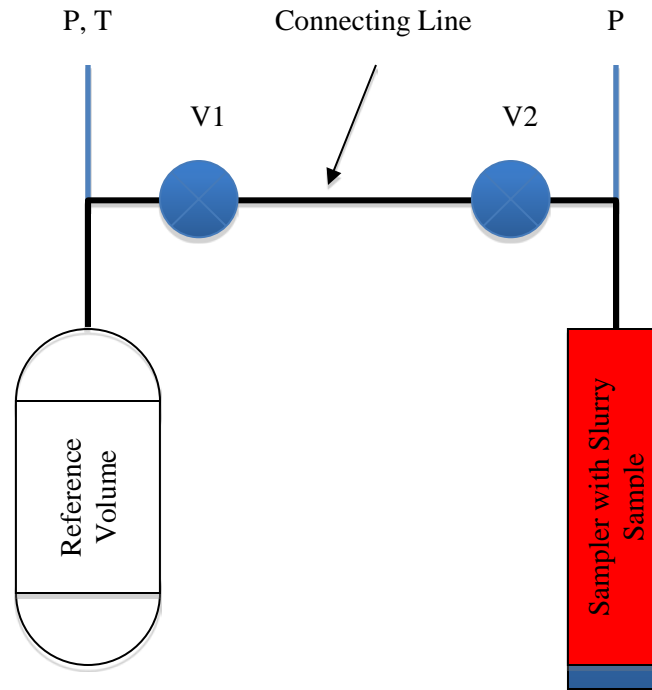 P, T
Connecting Line
P
V1
V2
Reference
Volume
Sampler with Slurry
Sample